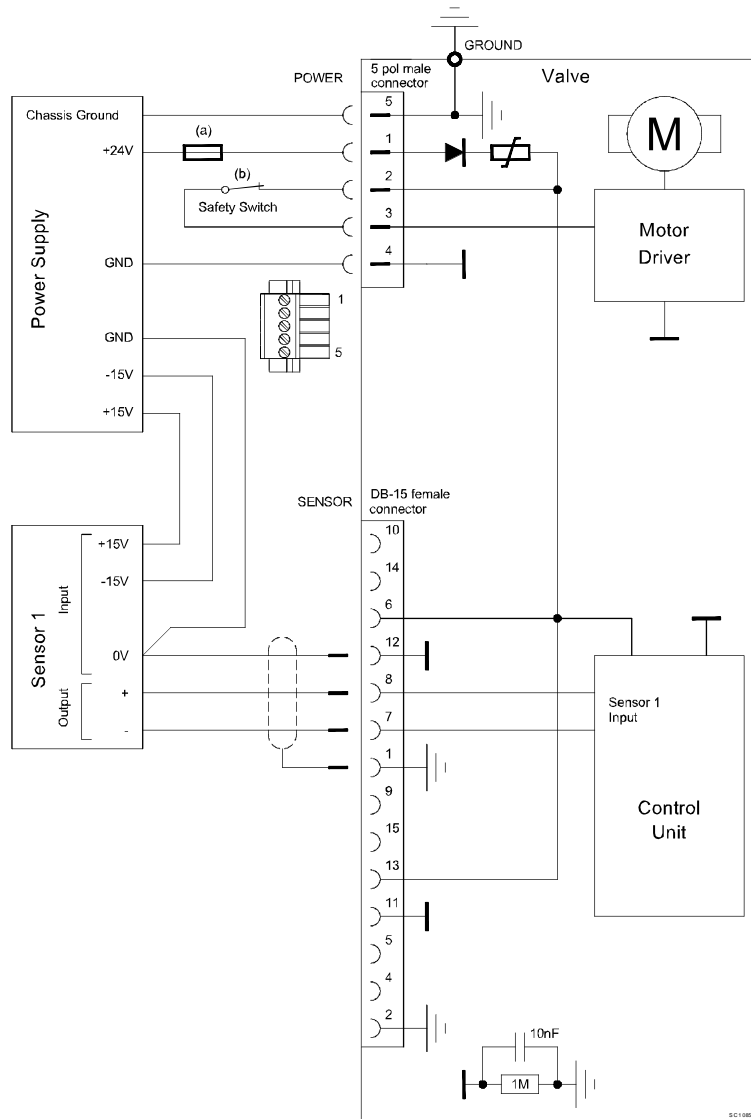 GROUND
POWER
5 pol male
connector
Valve
Chassis Ground
5
M
+24V
(a)
1
(b)
2
Safety Switch
3
Motor
Driver
GND
4
Power Supply
1
5
GND
-15V
+15V
SENSOR
DB-15 female
connector
10
+15V
14
-15V
Input
6
Sensor 1
0V
12
Output
+
8
Sensor 1
Input
-
7
1
9
Control
Unit
15
13
11
5
4
2
10nF
1M